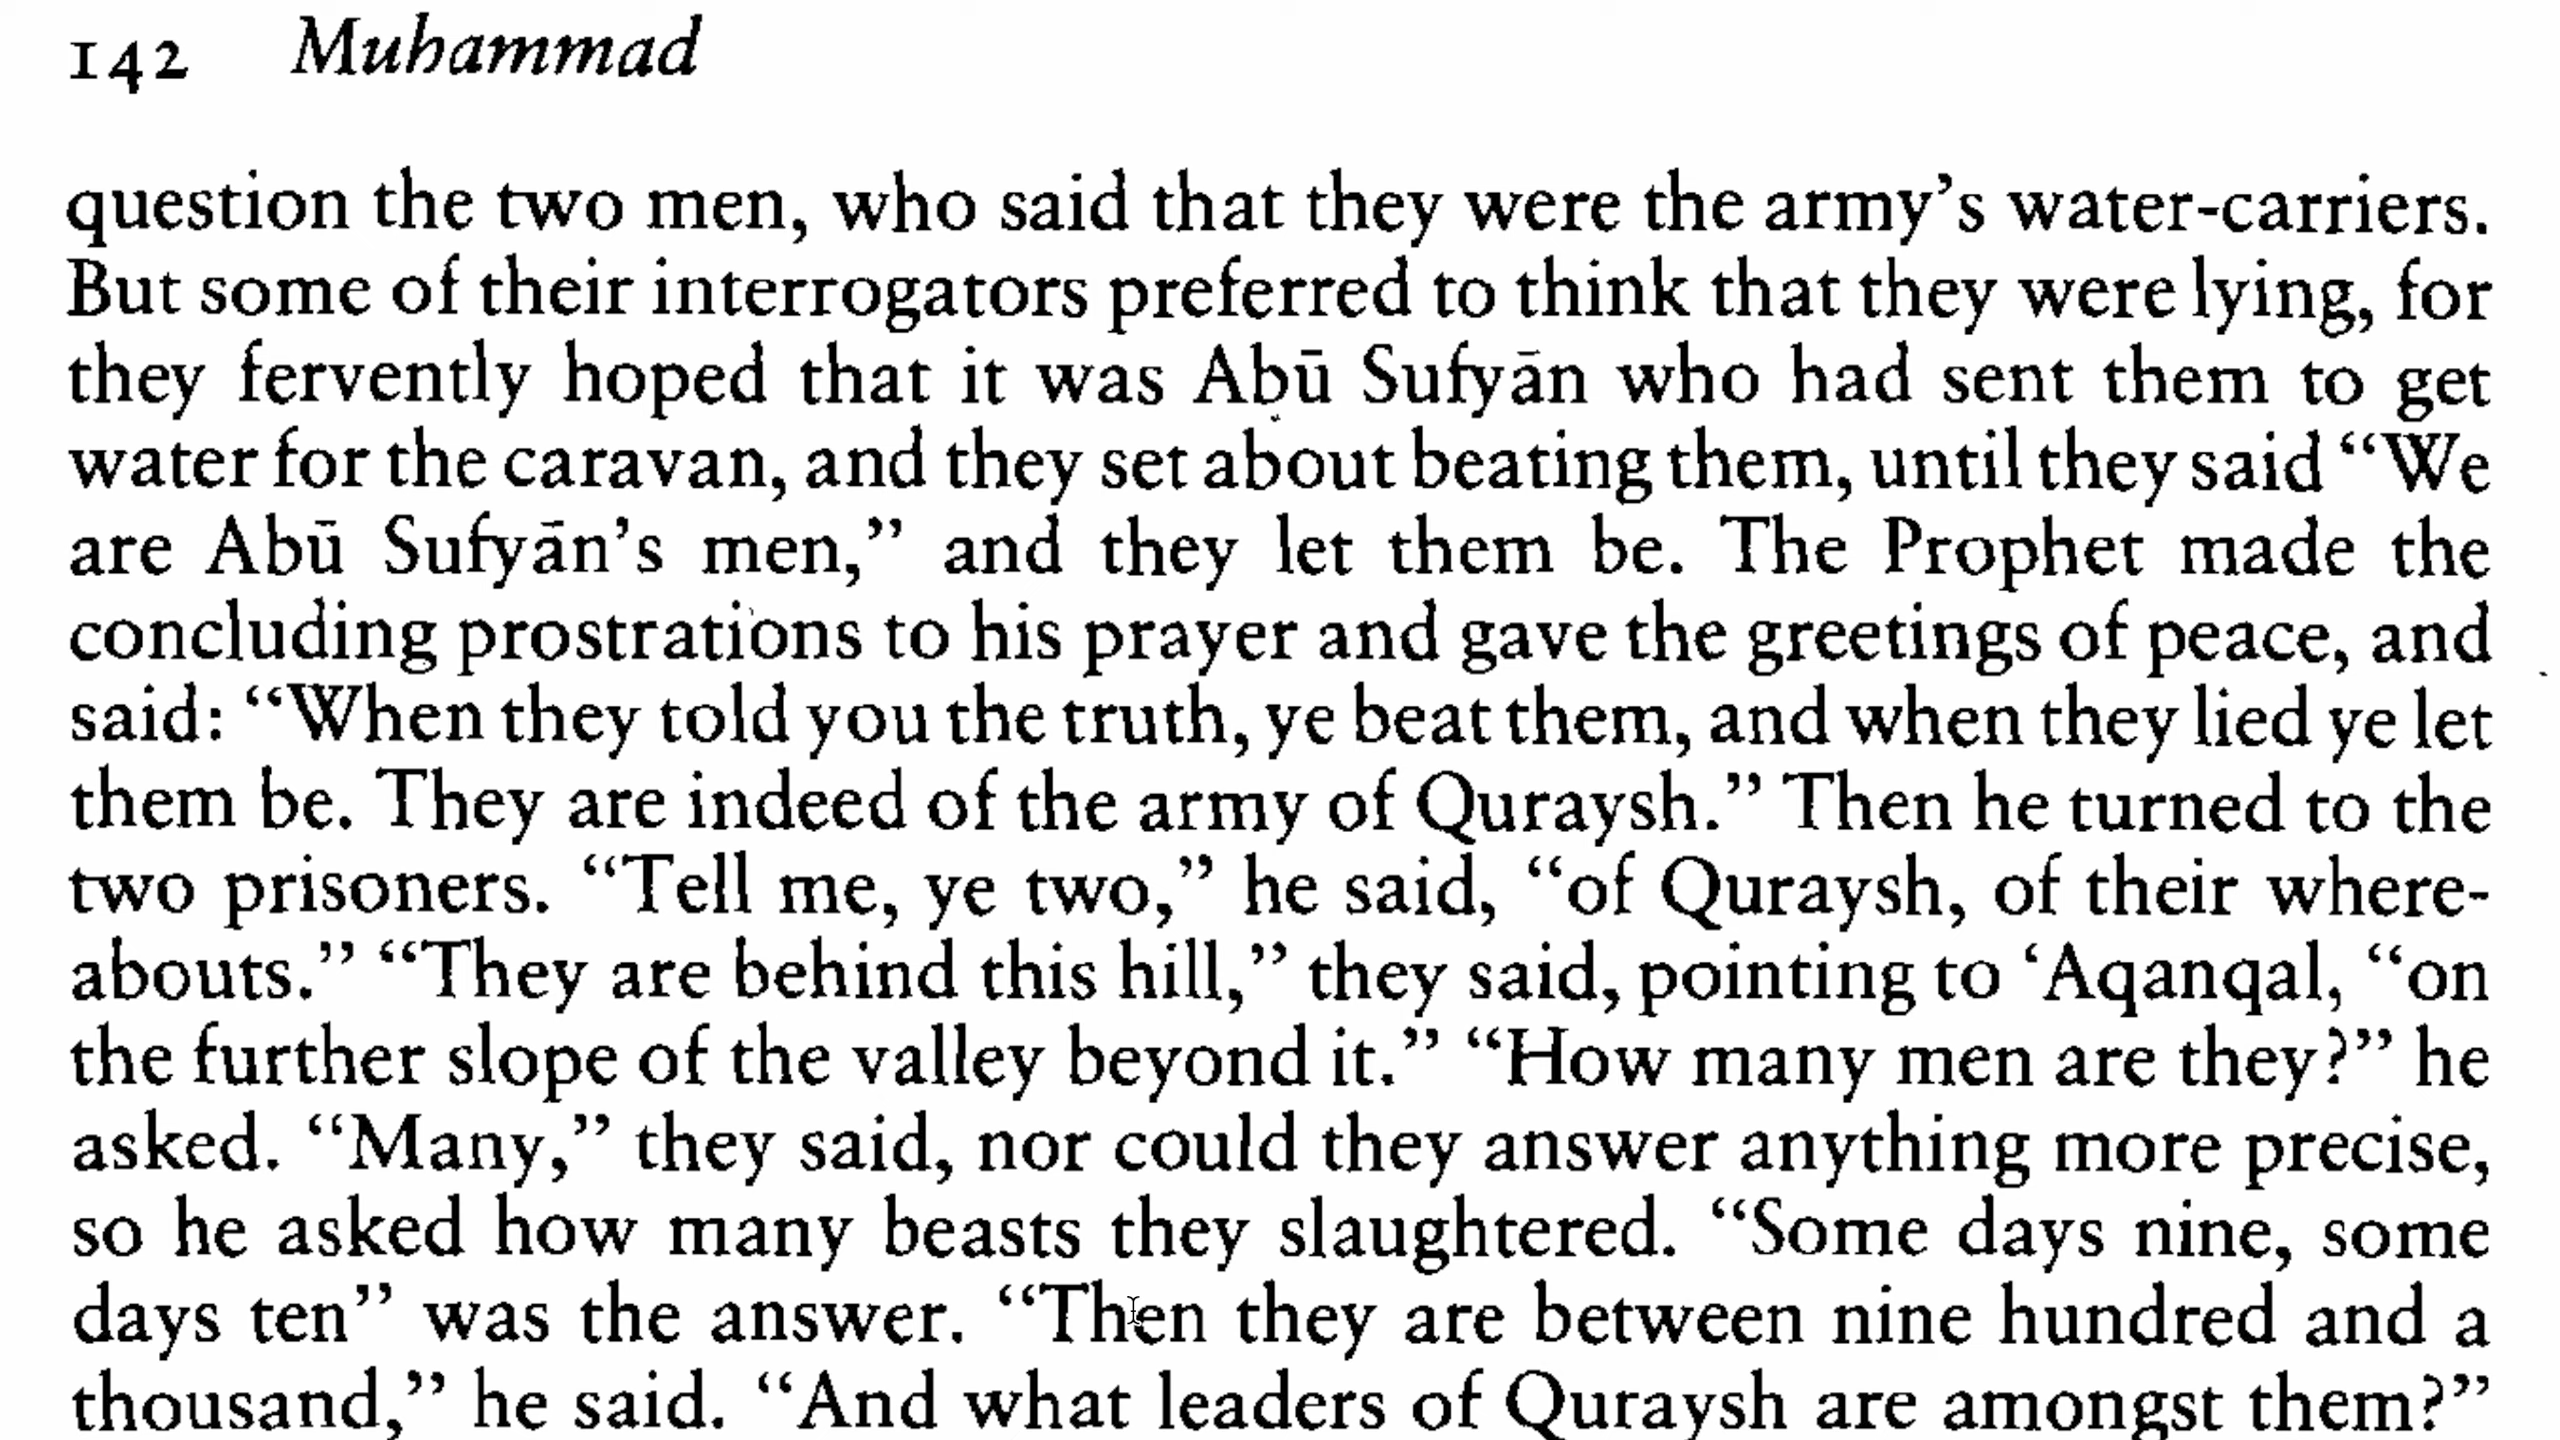 142 Muhammad
question the two men, who said that they were the army’s water-carriers.
But some of their interrogators preferred to think that they were lying, for
they fervently hoped that it was Abū Sufyān who had sent them to get
water for the caravan, and they set about beating them, until they said “We
are Abū Sufyān’s men,” and they let them be. The Prophet made the
concluding prostrations to his prayer and gave the greetings of peace, and
said: “When they told you the truth, ye beat them, and when they lied ye let
them be. They are indeed of the army of Quraysh.” Then he turned to the
two prisoners. “Tell me, ye two,” he said, “of Quraysh, of their where-
abouts.” “They are behind this hill,” they said, pointing to ‘Aqanqal, “on
the further slope of the valley beyond it.” “How many men are they?” he
asked. “Many,” they said, nor could they answer anything more precise,
so he asked how many beasts they slaughtered. “Some days nine, some
days ten” was the answer. “Then they are between nine hundred and a
thousand,” he said. “And what leaders of Quraysh are amongst them?”